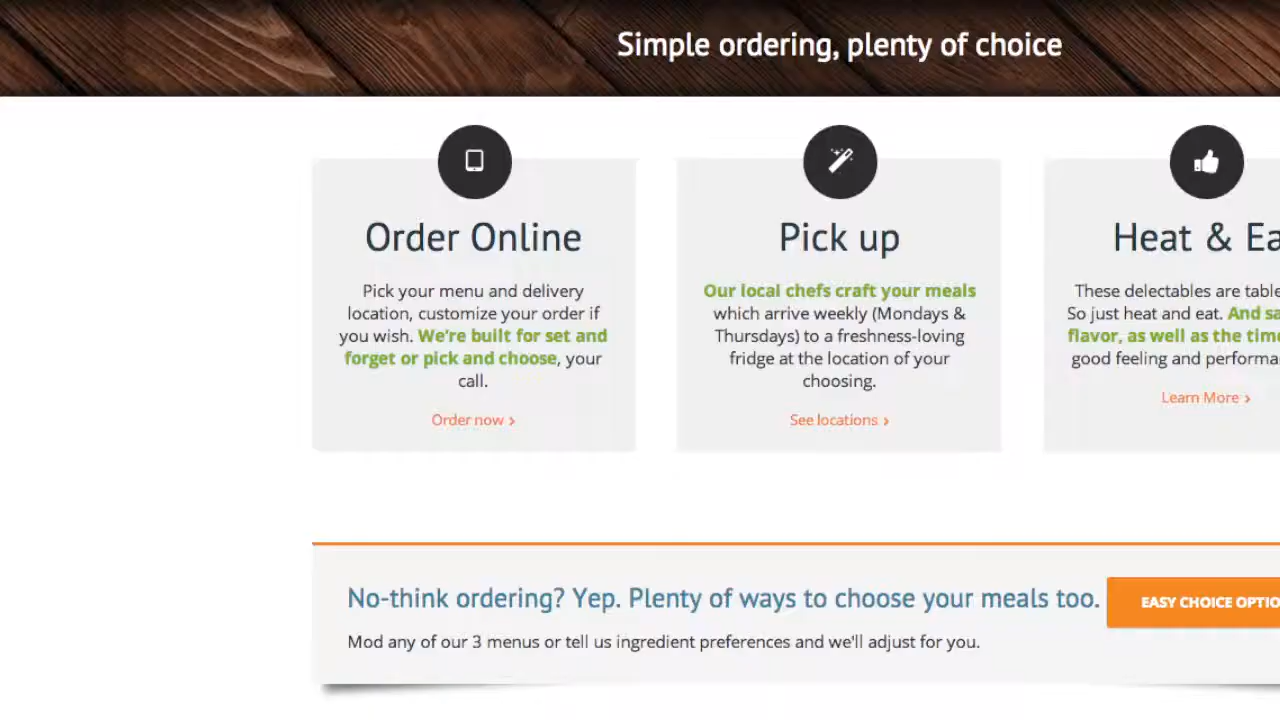 Simple ordering, plenty of choice
Order Online
Pick your menu and delivery
location, customize your order if
you wish. We're built for set and
forget or pick and choose, your
call.
Order now ›
Pick up
Our local chefs craft your meals
which arrive weekly (Mondays &
Thursdays) to a freshness-loving
fridge at the location of your
choosing.
See locations ›
Heat & Ea
These delectables are table
So just heat and eat. And sa
flavor, as well as the time
good feeling and performa
Learn More ›
No-think ordering? Yep. Plenty of ways to choose your meals too.
Mod any of our 3 menus or tell us ingredient preferences and we'll adjust for you.
EASY CHOICE OPTIO